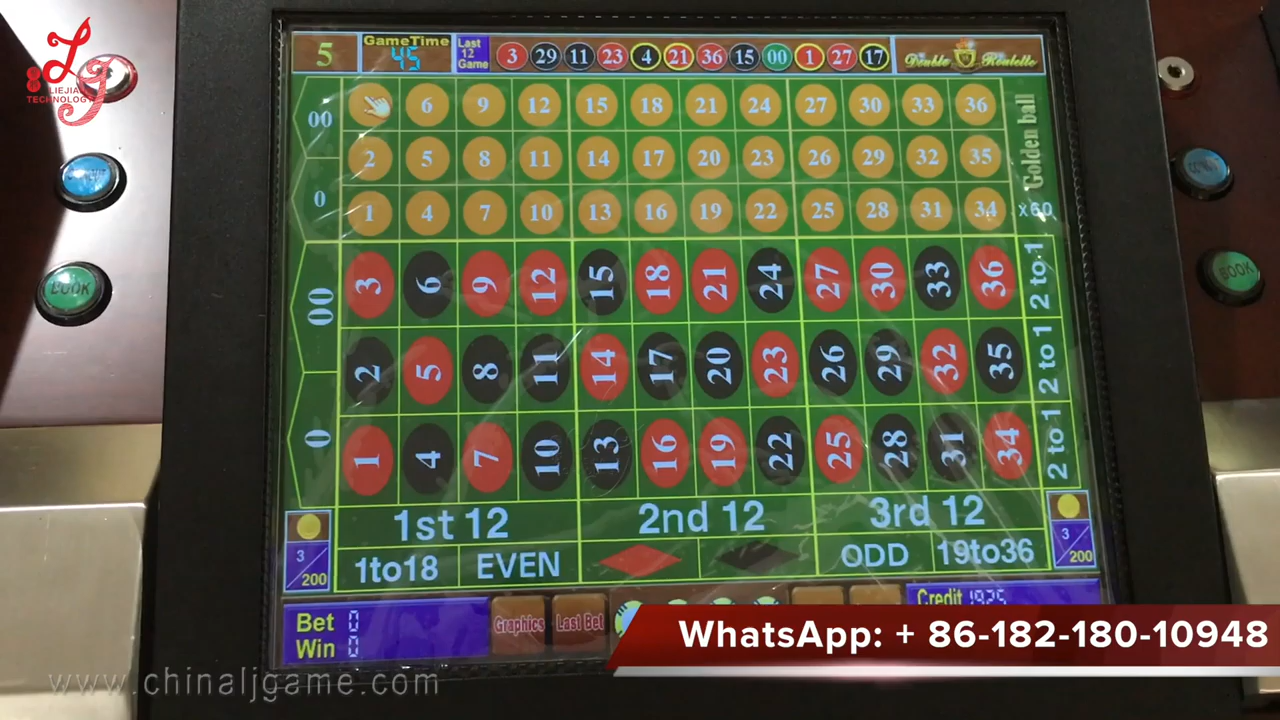 LIEJIA
TECHNOLOGY
5
GameTime
45
Last
12
Game
3 29 11 23 4 21 36 15 00 1 27 17
Double Roulette
00 6 9 12 15 18 21 24 27 30 33 36
2 5 8 11 14 17 20 23 26 29 32 35
0 1 4 7 10 13 16 19 22 25 28 31 34
Golden ball
x60
00 3 6 9 12 15 18 21 24 27 30 33 36 2 to 1
2 5 8 11 14 17 20 23 26 29 32 35 2 to 1
0 1 4 7 10 13 16 19 22 25 28 31 34 2 to 1
1st 12 2nd 12 3rd 12
1to18 EVEN ODD 19to36
3
200
3
200
Bet 0
Win 0
Graphics
Last Bet
Credit 1925
BOOK
BOOK
WhatsApp: + 86-182-180-10948
www.chinaljgame.com